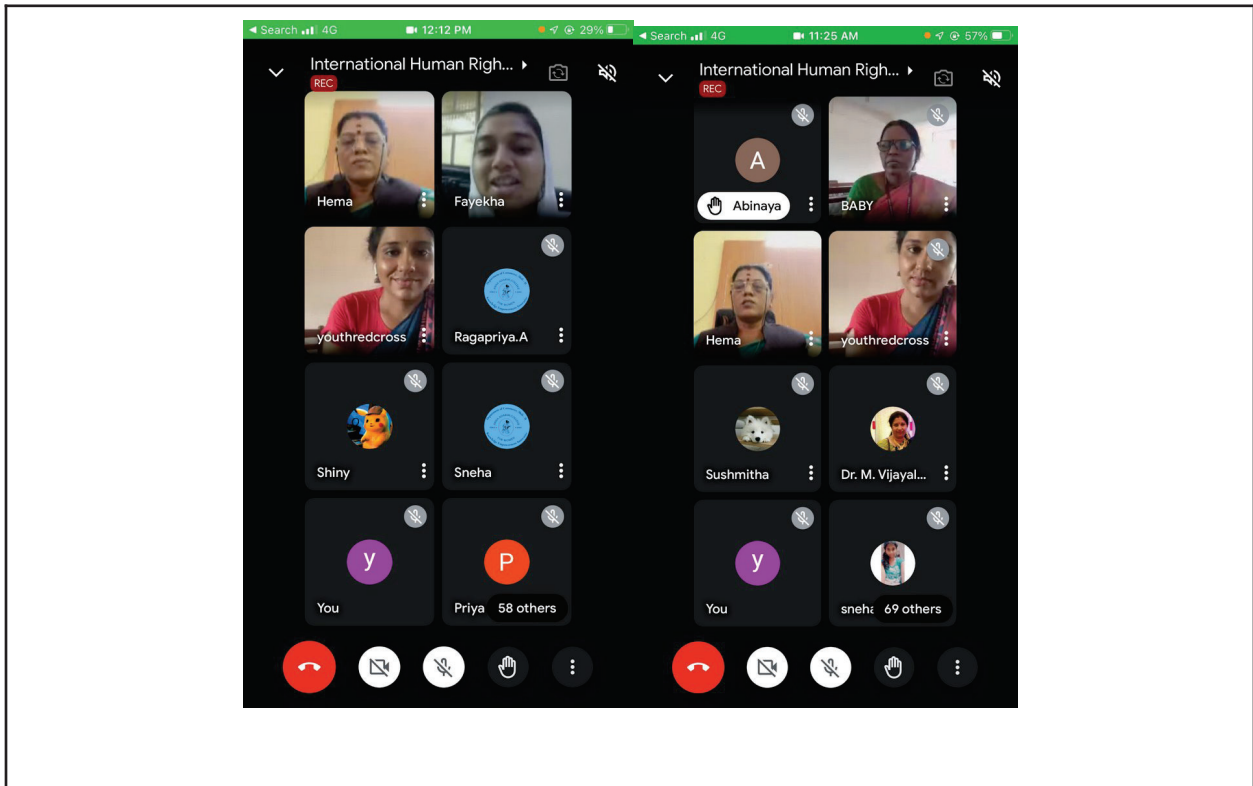 Search 4G 12:12 PM 29%
International Human Righ...
REC
Hema
Fayekha
youthredcross
Ragapriya.A
Shiny
Sneha
y
You
P
Priya 58 others
Search 4G 11:25 AM 57%
International Human Righ...
REC
A
Abinaya
BABY
Hema
youthredcross
Sushmitha
Dr. M. Vijayal...
y
You
sneha 69 others